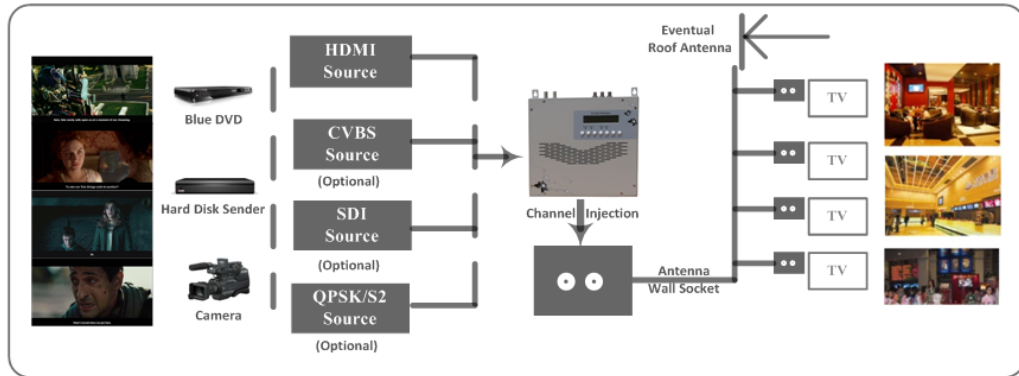 Blue DVD
Hard Disk Sender
Camera
HDMI
Source
CVBS
Source
(Optional)
SDI
Source
(Optional)
QPSK/S2
Source
(Optional)
Channel Injection
Antenna
Wall Socket
Eventual
Roof Antenna
TV
TV
TV
TV